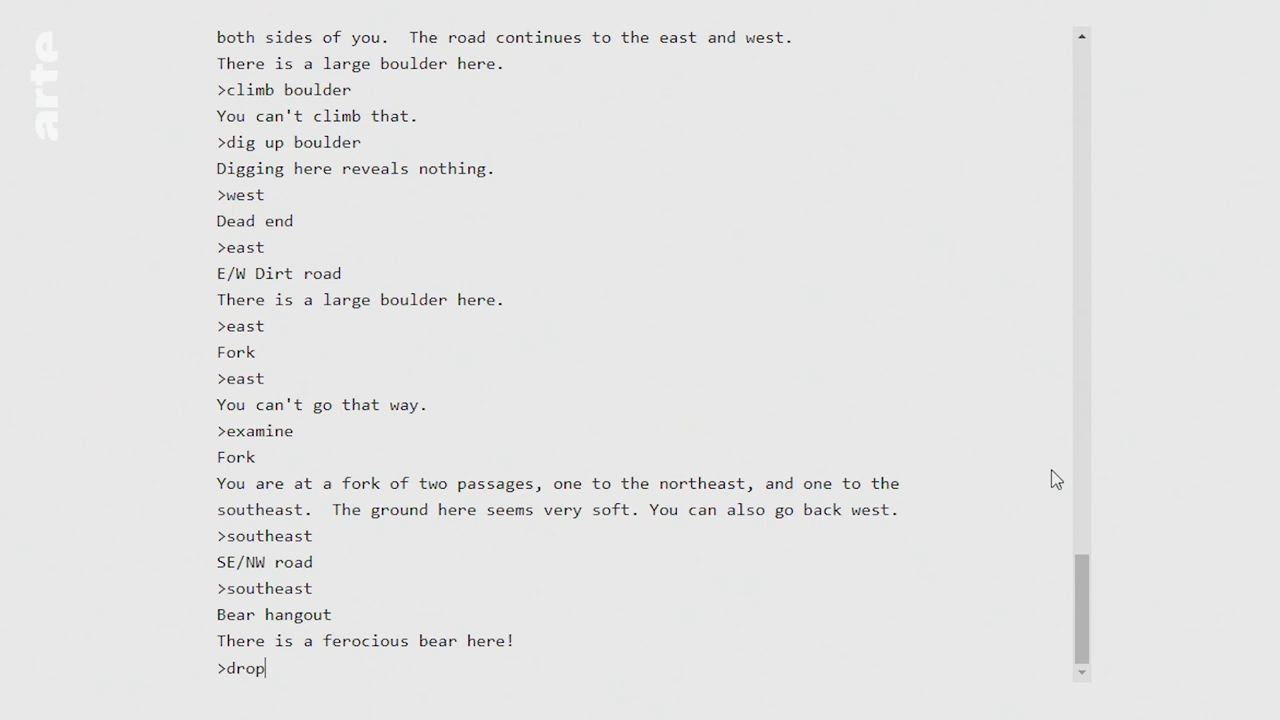 arte
both sides of you.  The road continues to the east and west.
There is a large boulder here.
>climb boulder
You can't climb that.
>dig up boulder
Digging here reveals nothing.
>west
Dead end
>east
E/W Dirt road
There is a large boulder here.
>east
Fork
>east
You can't go that way.
>examine
Fork
You are at a fork of two passages, one to the northeast, and one to the
southeast.  The ground here seems very soft. You can also go back west.
>southeast
SE/NW road
>southeast
Bear hangout
There is a ferocious bear here!
>drop